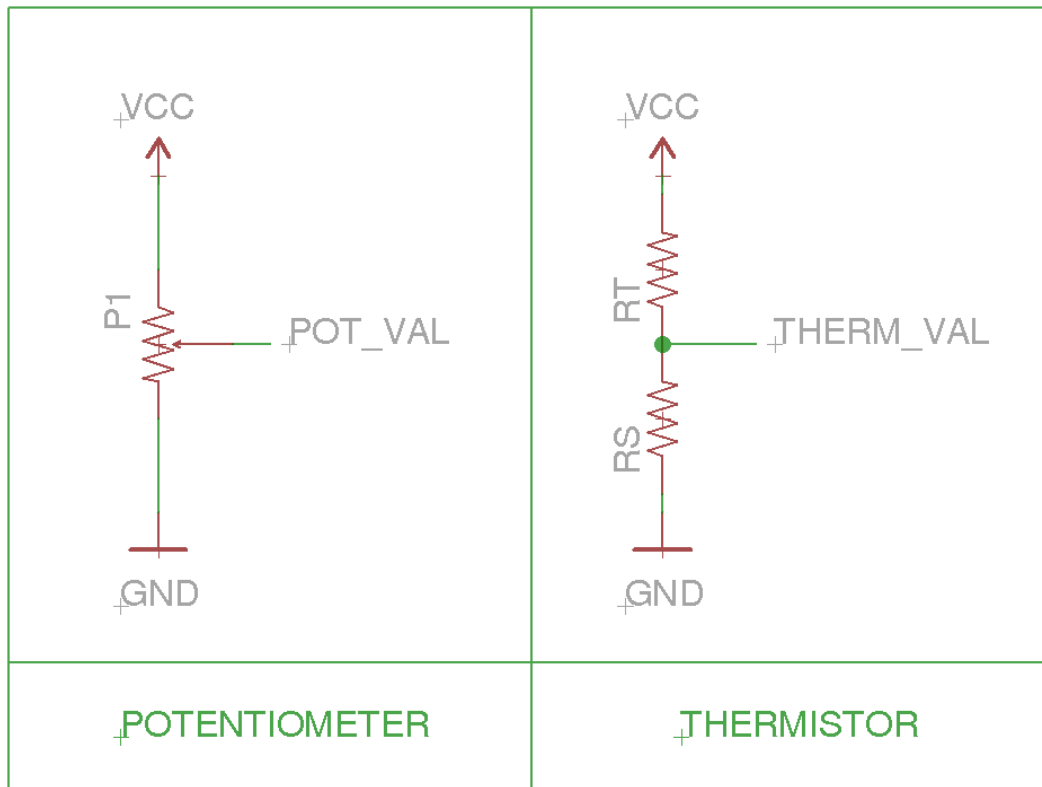 VCC
P1
POT_VAL
GND
POTENTIOMETER
VCC
RT
THERM_VAL
RS
GND
THERMISTOR